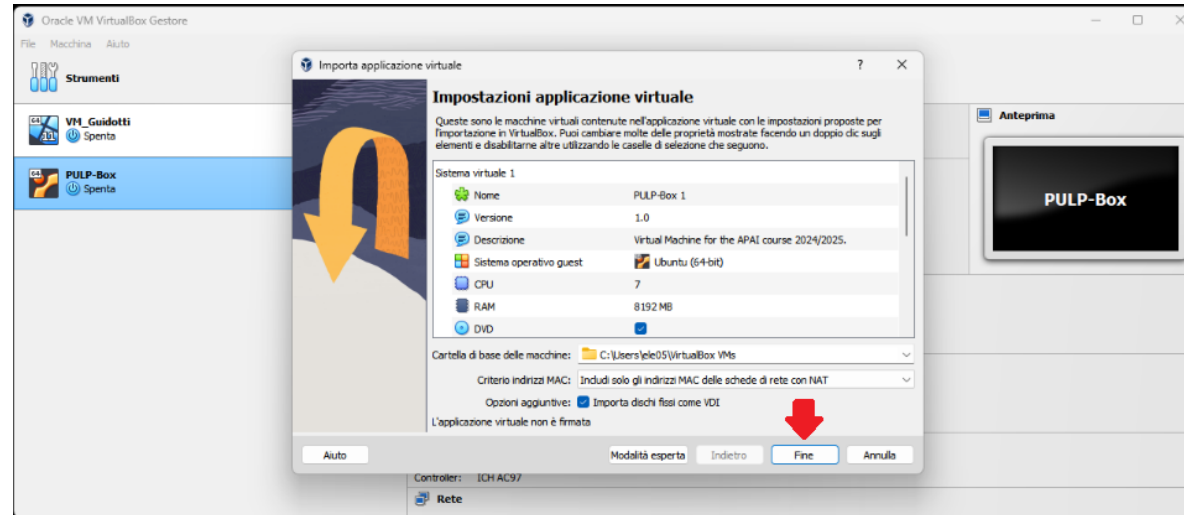 Oracle VM VirtualBox Gestore
File Macchina Aiuto
Strumenti
VM_Guidotti
Spenta
PULP-Box
Spenta
Importa applicazione virtuale
Impostazioni applicazione virtuale
Queste sono le macchine virtuali contenute nell'applicazione virtuale con le impostazioni proposte per
l'importazione in VirtualBox. Puoi cambiare molte delle proprietà mostrate facendo un doppio clic sugli
elementi e disabilitarne altre utilizzando le caselle di selezione che seguono.
Sistema virtuale 1
Nome PULP-Box 1
Versione 1.0
Descrizione Virtual Machine for the APAI course 2024/2025.
Sistema operativo guest Ubuntu (64-bit)
CPU 7
RAM 8192 MB
DVD
Cartella di base delle macchine: C:\Users\ele05\VirtualBox VMs
Criterio indirizzi MAC: Includi solo gli indirizzi MAC delle schede di rete con NAT
Opzioni aggiuntive: Importa dischi fissi come VDI
L'applicazione virtuale non è firmata
Aiuto Modalità esperta Indietro Fine Annulla
Controller: ICH AC97
Rete
Anteprima
PULP-Box